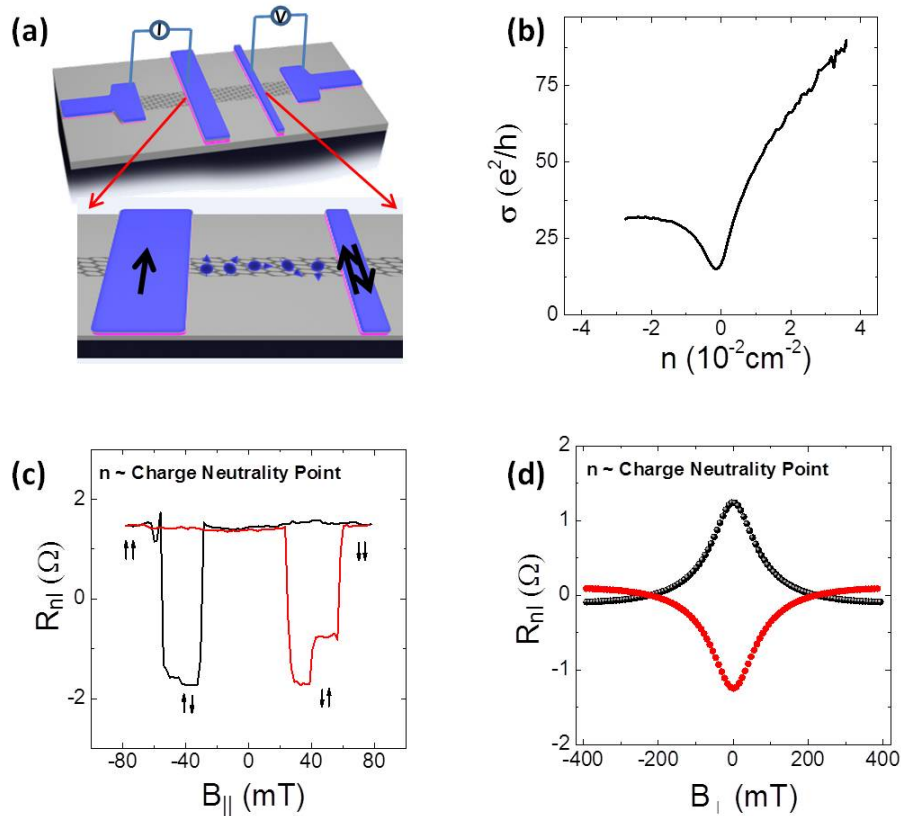 (a)
I
V
(b)
σ (e²/h)
75
50
25
0
-4
-2
0
2
4
n (10⁻²cm⁻²)
(c)
n ~ Charge Neutrality Point
R_nl (Ω)
2
0
-2
-80
-40
0
40
80
B_|| (mT)
(d)
n ~ Charge Neutrality Point
R_nl (Ω)
2
1
0
-1
-2
-400
-200
0
200
400
B_⊥ (mT)